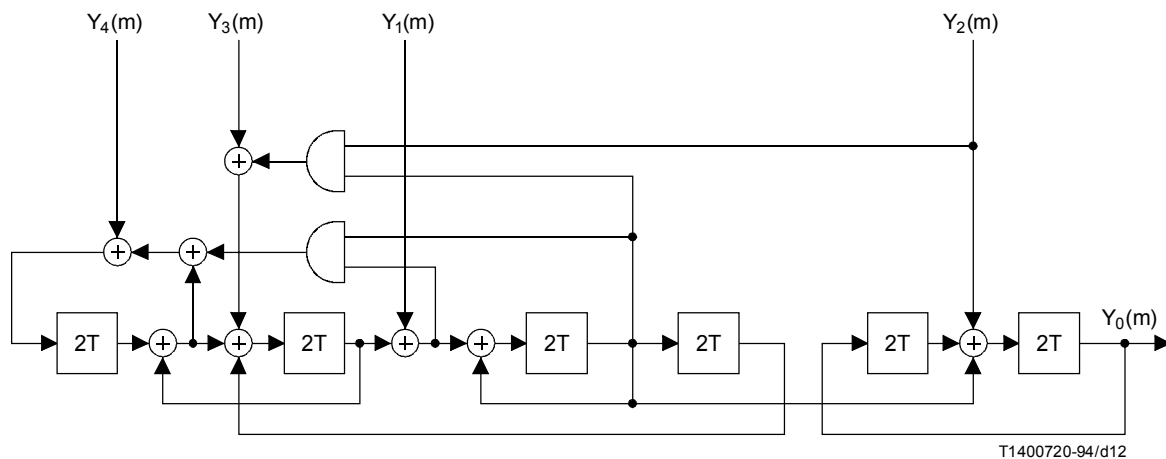 Y₄(m) Y₃(m) Y₁(m) Y₂(m)
2T 2T 2T 2T 2T 2T Y₀(m)
T1400720-94/d12